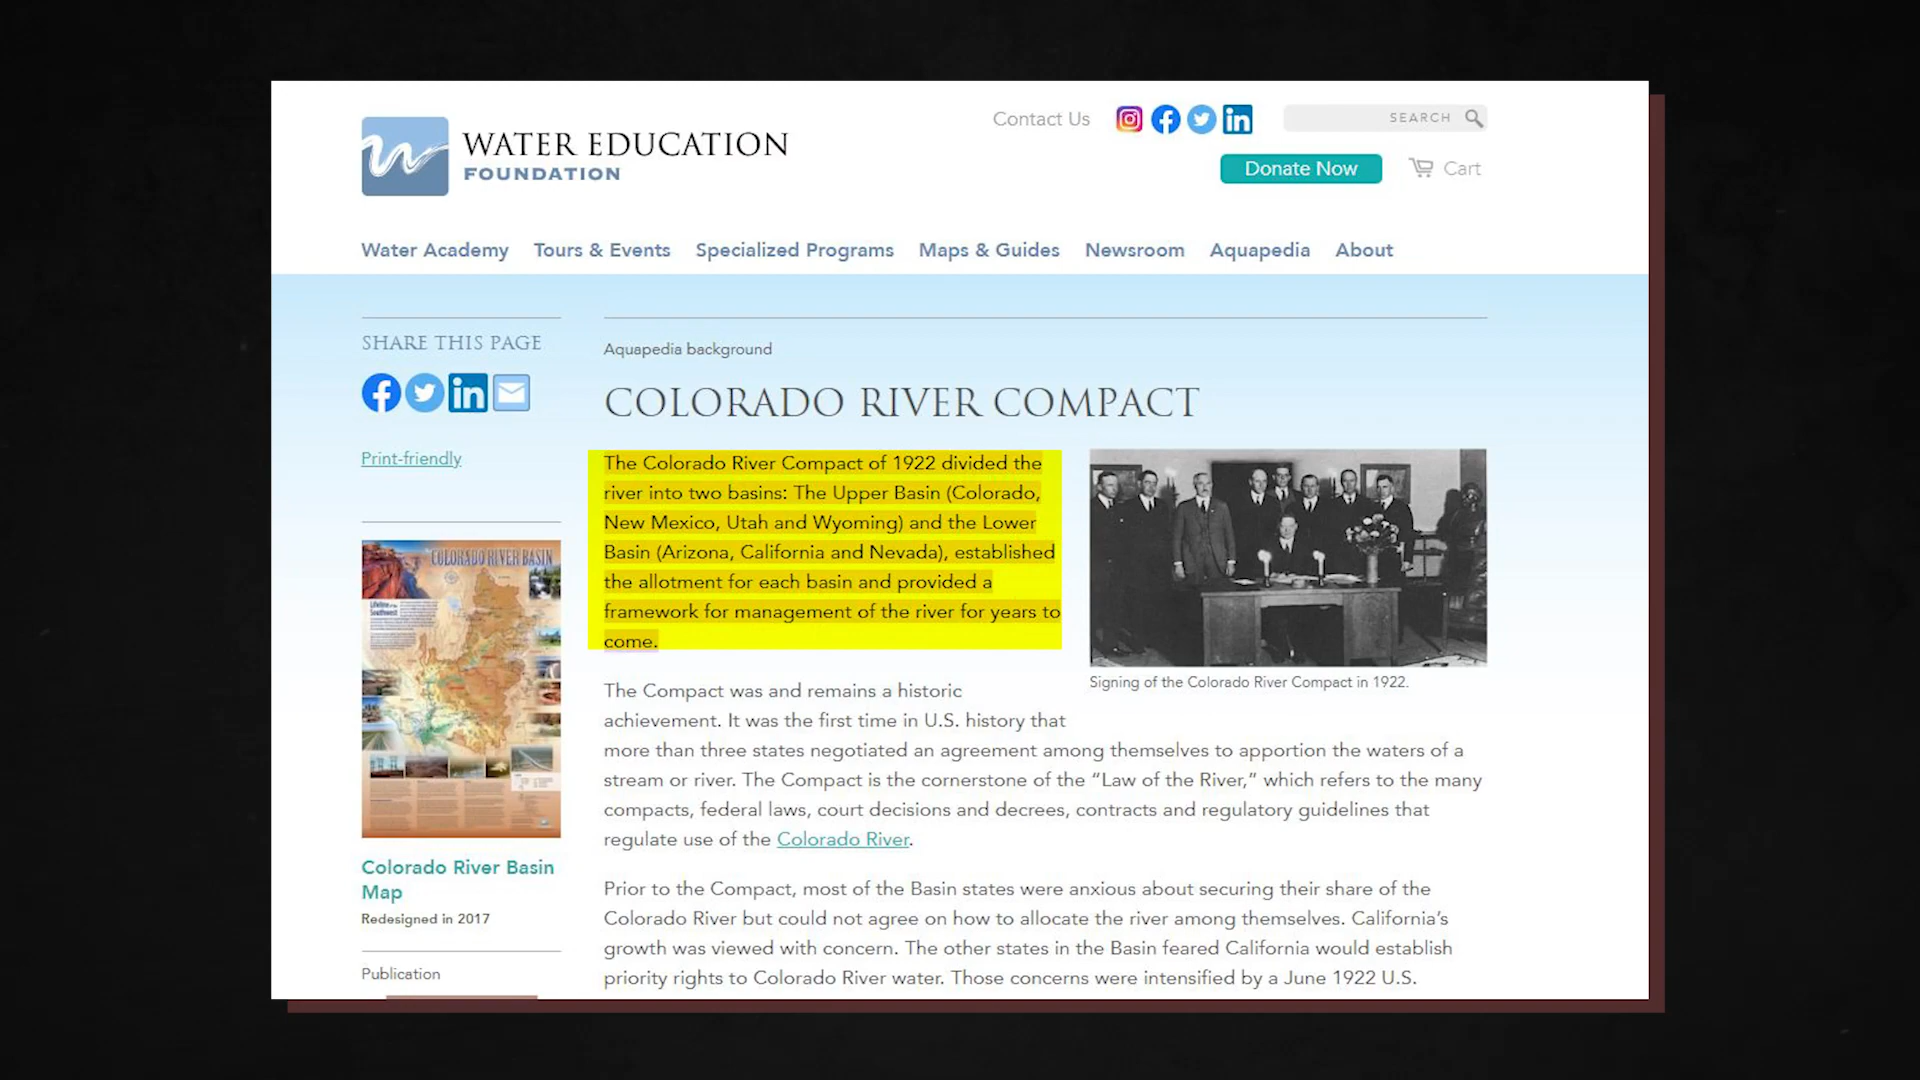 WATER EDUCATION
FOUNDATION
Contact Us
SEARCH
Donate Now
Cart
Water Academy
Tours & Events
Specialized Programs
Maps & Guides
Newsroom
Aquapedia
About
SHARE THIS PAGE
Print-friendly
COLORADO RIVER BASIN
Colorado River Basin
Map
Redesigned in 2017
Publication
Aquapedia background
COLORADO RIVER COMPACT
The Colorado River Compact of 1922 divided the
river into two basins: The Upper Basin (Colorado,
New Mexico, Utah and Wyoming) and the Lower
Basin (Arizona, California and Nevada), established
the allotment for each basin and provided a
framework for management of the river for years to
come.
Signing of the Colorado River Compact in 1922.
The Compact was and remains a historic
achievement. It was the first time in U.S. history that
more than three states negotiated an agreement among themselves to apportion the waters of a
stream or river. The Compact is the cornerstone of the “Law of the River,” which refers to the many
compacts, federal laws, court decisions and decrees, contracts and regulatory guidelines that
regulate use of the Colorado River.
Prior to the Compact, most of the Basin states were anxious about securing their share of the
Colorado River but could not agree on how to allocate the river among themselves. California’s
growth was viewed with concern. The other states in the Basin feared California would establish
priority rights to Colorado River water. Those concerns were intensified by a June 1922 U.S.